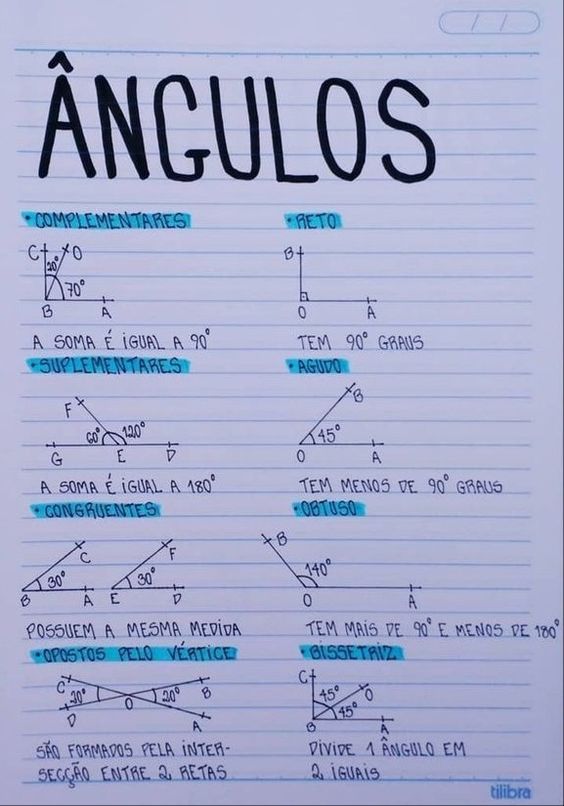 ÂNGULOS
• COMPLEMENTARES
C O
20°
70°
B A
A SOMA É IGUAL A 90°
• RETO
B
O A
TEM 90° GRAUS
• SUPLEMENTARES
F
60° 120°
G E D
A SOMA É IGUAL A 180°
• AGUDO
B
45°
O A
TEM MENOS DE 90° GRAUS
• CONGRUENTES
C F
30° 30°
B A E D
POSSUEM A MESMA MEDIDA
• OBTUSO
B
140°
O A
TEM MAIS DE 90° E MENOS DE 180°
• OPOSTOS PELO VÉRTICE
C B
20° O 20°
D A
SÃO FORMADOS PELA INTER-
SECÇÃO ENTRE 2 RETAS
• BISSETRIZ
C
45° O
45°
B A
DIVIDE 1 ÂNGULO EM
2 IGUAIS
tilibra